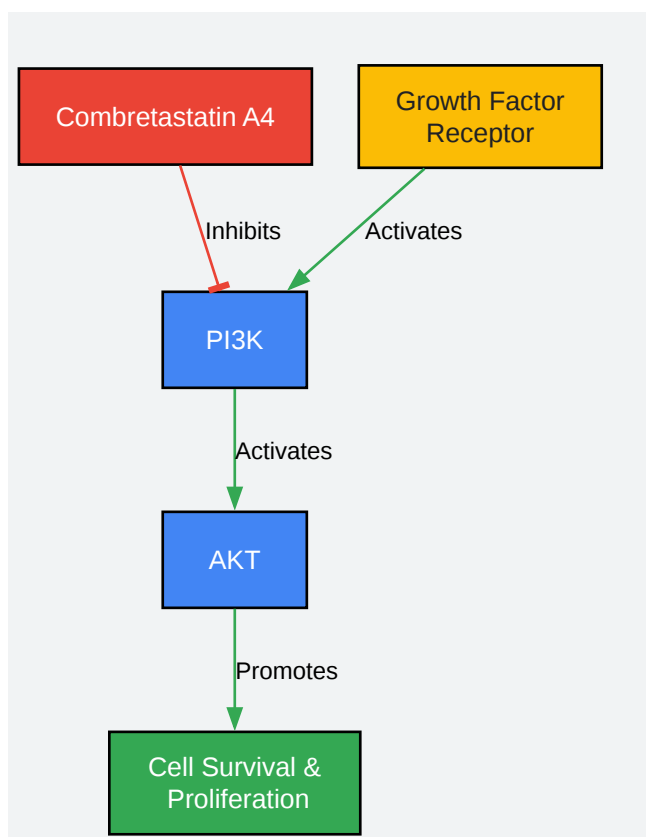 Combretastatin A4
Growth Factor
Receptor
Inhibits
Activates
PI3K
Activates
AKT
Promotes
Cell Survival &
Proliferation